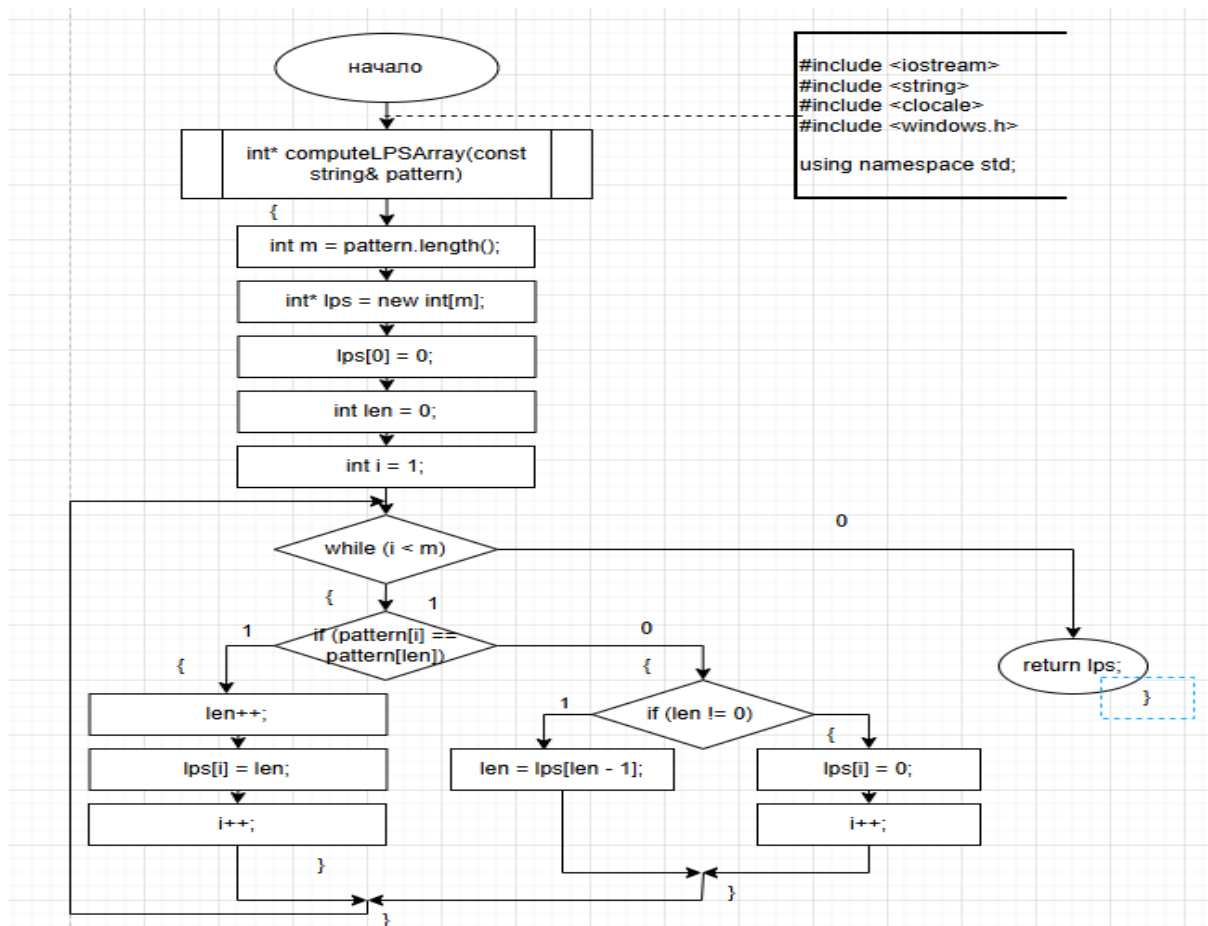 начало
#include <iostream>
#include <string>
#include <clocale>
#include <windows.h>
using namespace std;
int* computeLPSArray(const
string& pattern)
{
int m = pattern.length();
int* lps = new int[m];
lps[0] = 0;
int len = 0;
int i = 1;
while (i < m)
0
{
1
if (pattern[i] ==
pattern[len])
1
0
{
{
return lps;
}
len++;
lps[i] = len;
i++;
}
if (len != 0)
1
{
len = lps[len - 1];
lps[i] = 0;
i++;
}
}